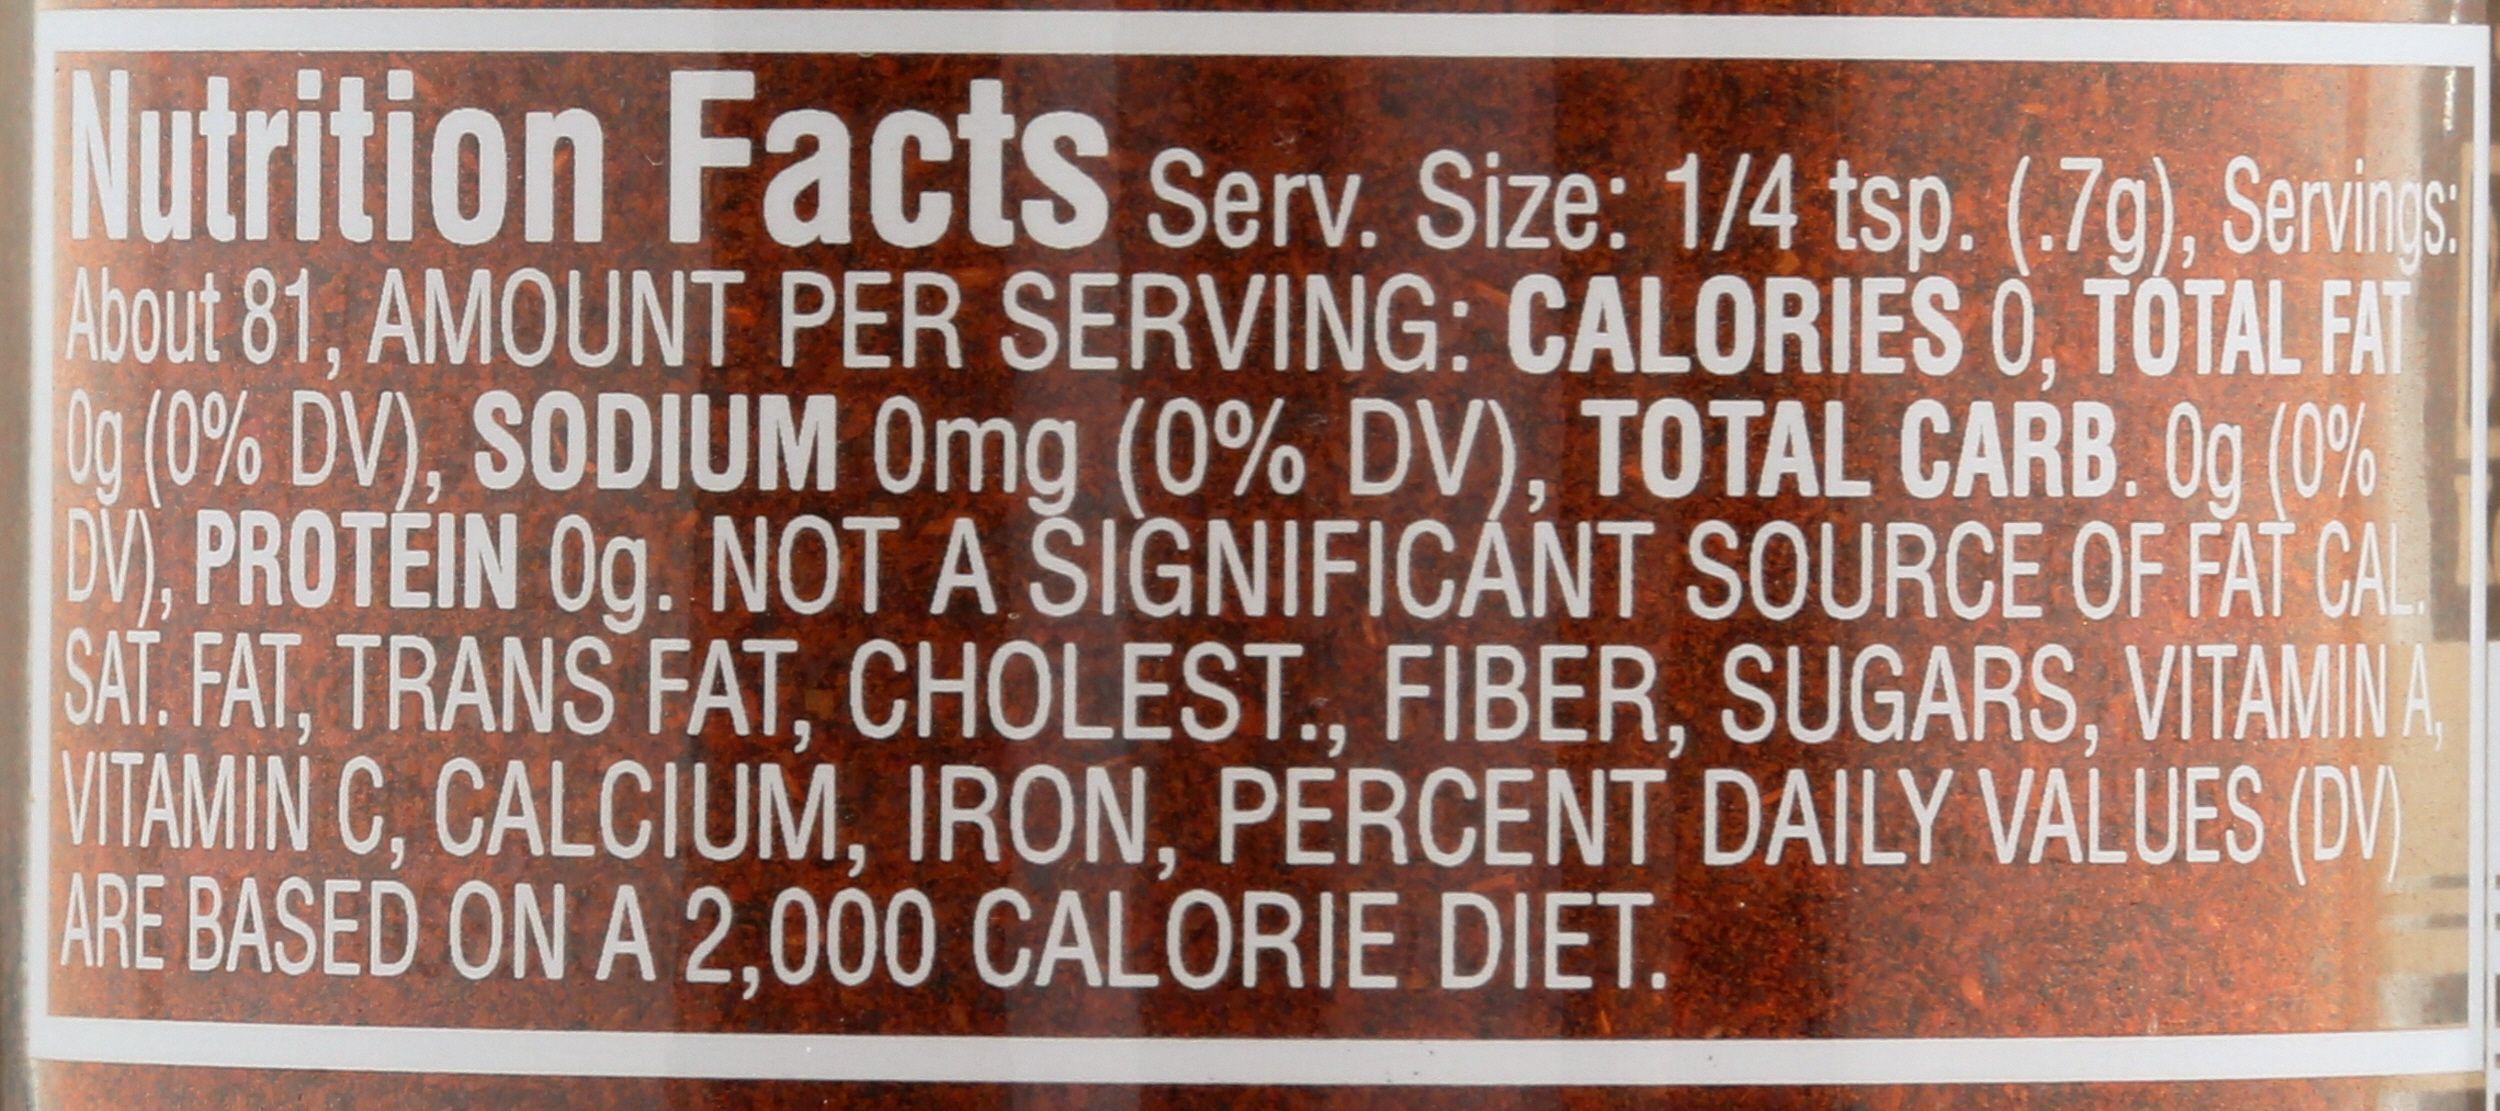 Nutrition Facts Serv. Size: 1/4 tsp. (.7g), Servings:
About 81, AMOUNT PER SERVING: CALORIES 0, TOTAL FAT
0g (0% DV), SODIUM 0mg (0% DV), TOTAL CARB. 0g (0%
DV), PROTEIN 0g. NOT A SIGNIFICANT SOURCE OF FAT CAL.
SAT. FAT, TRANS FAT, CHOLEST., FIBER, SUGARS, VITAMIN A,
VITAMIN C, CALCIUM, IRON, PERCENT DAILY VALUES (DV)
ARE BASED ON A 2,000 CALORIE DIET.